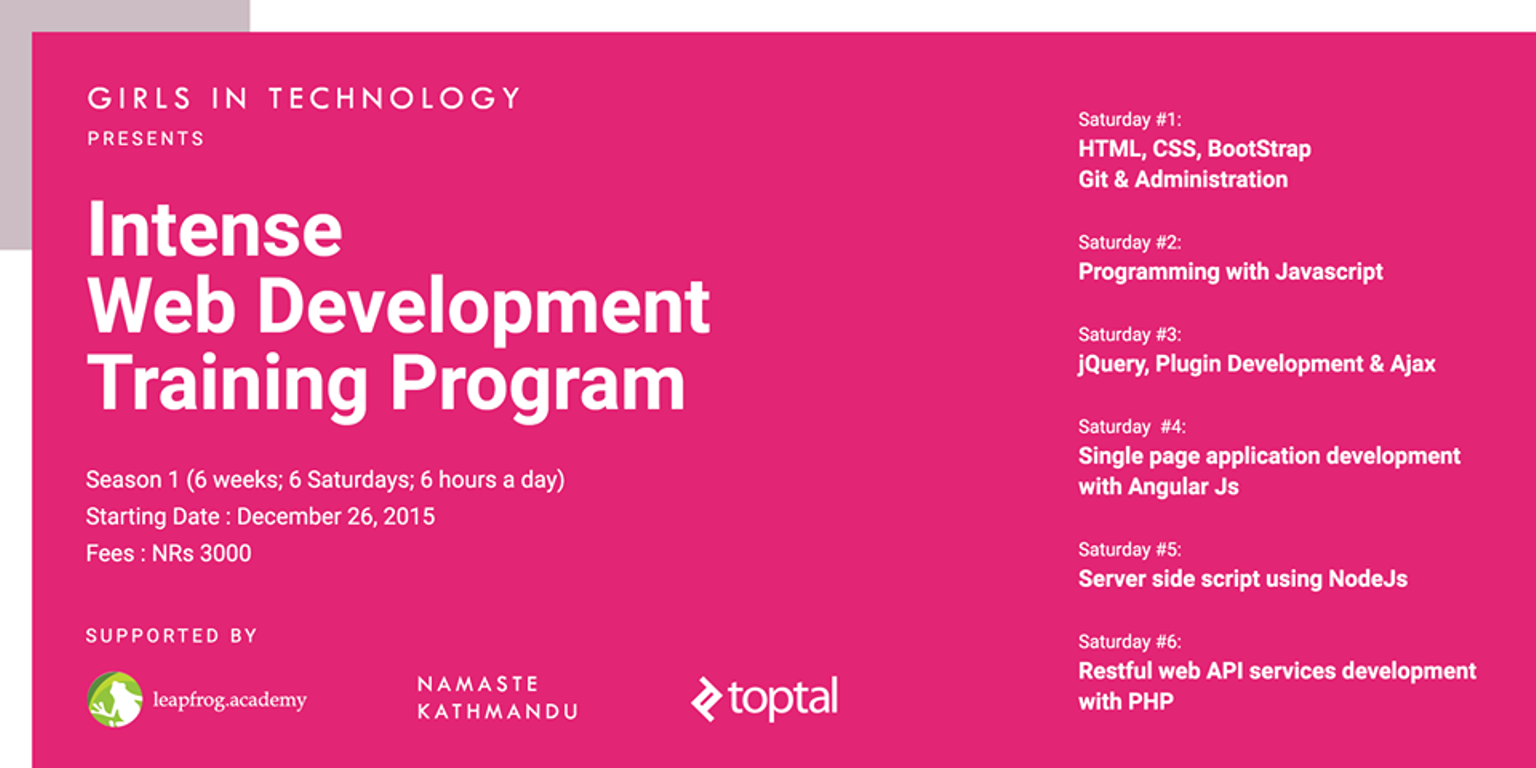 GIRLS IN TECHNOLOGY
PRESENTS
Intense
Web Development
Training Program
Season 1 (6 weeks; 6 Saturdays; 6 hours a day)
Starting Date : December 26, 2015
Fees : NRs 3000
SUPPORTED BY
leapfrog.academy
NAMASTE
KATHMANDU
toptal
Saturday #1:
HTML, CSS, BootStrap
Git & Administration
Saturday #2:
Programming with Javascript
Saturday #3:
jQuery, Plugin Development & Ajax
Saturday #4:
Single page application development
with Angular Js
Saturday #5:
Server side script using NodeJs
Saturday #6:
Restful web API services development
with PHP